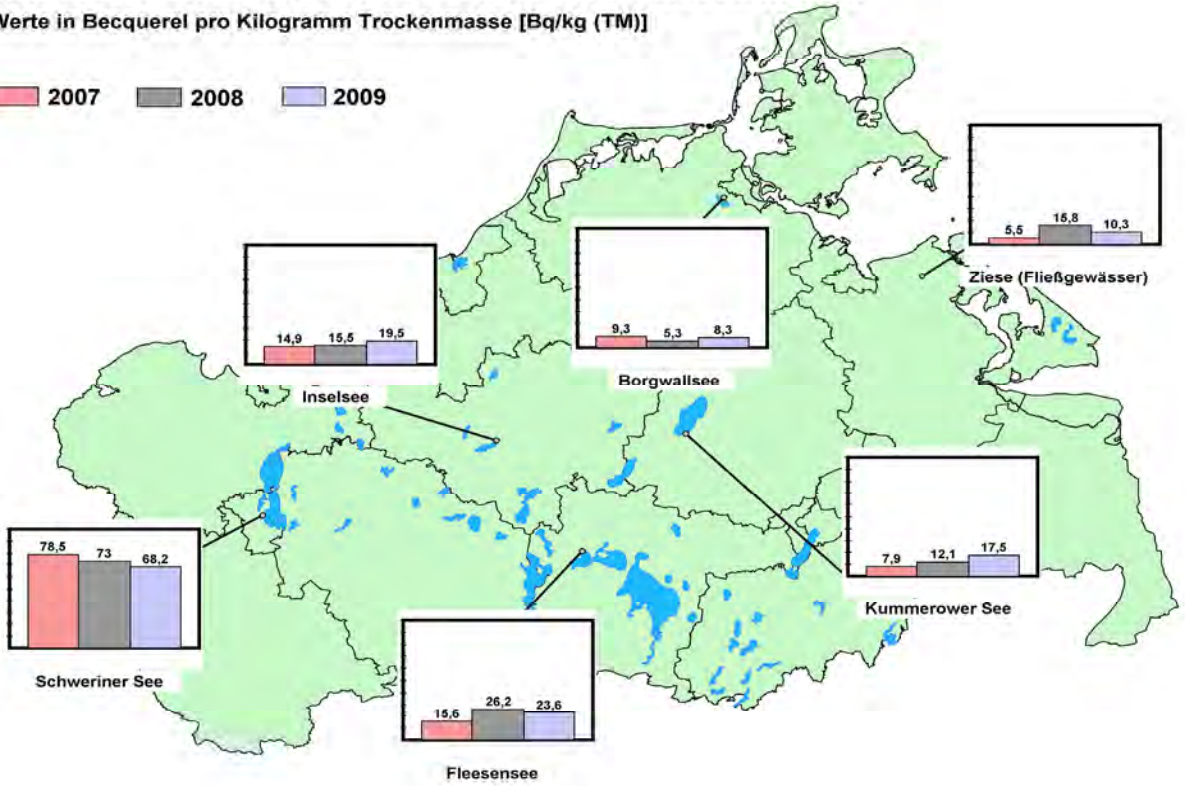 Werte in Becquerel pro Kilogramm Trockenmasse [Bq/kg (TM)]
2007 2008 2009
5,5 15,8 10,3
Ziese (Fließgewässer)
14,9 15,5 19,5
Inselsee
9,3 5,3 8,3
Borgwallsee
78,5 73 68,2
Schweriner See
7,9 12,1 17,5
Kummerower See
15,6 26,2 23,6
Fleesensee